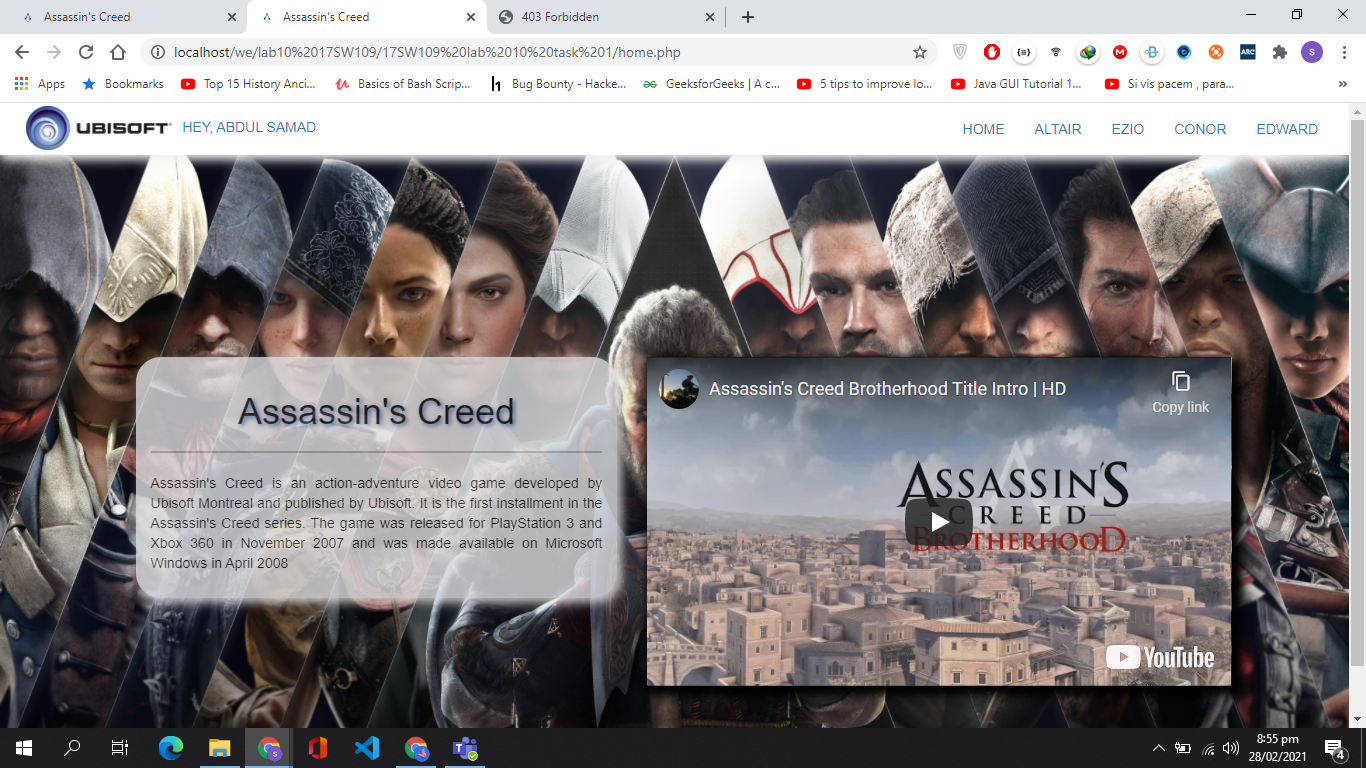 Assassin's Creed
Assassin's Creed
403 Forbidden
localhost/we/lab10%2017SW109/17SW109%20lab%2010%20task%201/home.php
ARC
S
Apps
Bookmarks
Top 15 History Anci...
Basics of Bash Scrip...
Bug Bounty - Hacke...
GeeksforGeeks | A c...
5 tips to improve lo...
Java GUI Tutorial 1...
Si vis pacem , para...
UBISOFT
HEY, ABDUL SAMAD
HOME
ALTAIR
EZIO
CONOR
EDWARD
Assassin's Creed
Assassin's Creed is an action-adventure video game developed by
Ubisoft Montreal and published by Ubisoft. It is the first installment in the
Assassin's Creed series. The game was released for PlayStation 3 and
Xbox 360 in November 2007 and was made available on Microsoft
Windows in April 2008
Assassin's Creed Brotherhood Title Intro | HD
Copy link
ASSASSIN'S
CREED
BROTHERHOOD
YouTube
8:55 pm
28/02/2021
4